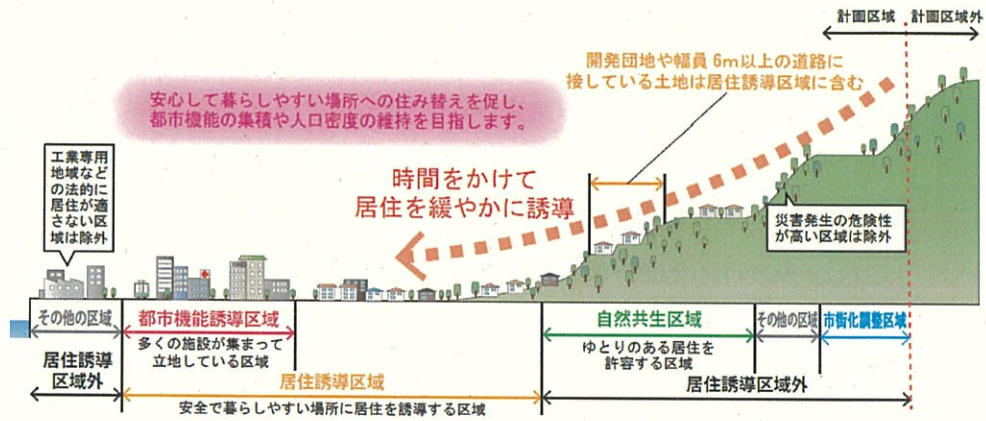 計画区域 計画区域外
開発団地や幅員6m以上の道路に
接している土地は居住誘導区域に含む
安心して暮らしやすい場所への住み替えを促し、
都市機能の集積や人口密度の維持を目指します。
工業専用
地域など
の法的に
居住が適
さない区
域は除外
時間をかけて
居住を緩やかに誘導
災害発生の危険性
が高い区域は除外
その他の区域 都市機能誘導区域 自然共生区域 その他の区域 市街化調整区域
多くの施設が集まって
立地している区域
ゆとりのある居住を
許容する区域
居住誘導
区域外
居住誘導区域 居住誘導区域外
安全で暮らしやすい場所に居住を誘導する区域